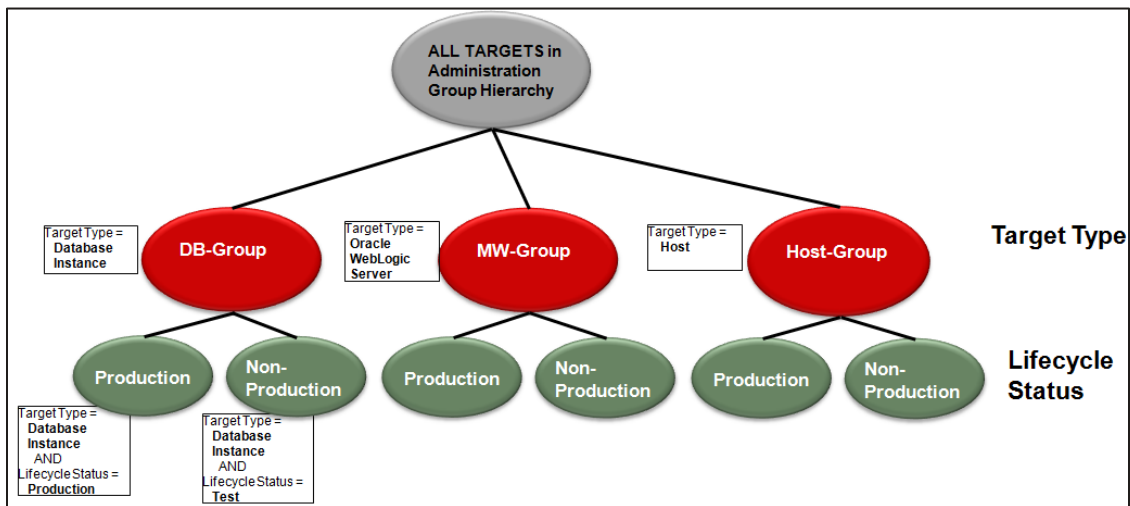 ALL TARGETS in
Administration
Group Hierarchy
Target Type =
Database
Instance
DB-Group
Target Type =
Oracle
WebLogic
Server
MW-Group
Target Type =
Host
Host-Group
Target Type
Production
Non-
Production
Production
Non-
Production
Production
Non-
Production
Lifecycle
Status
Target Type =
Database
Instance
AND
Lifecycle Status =
Production
Target Type =
Database
Instance
AND
Lifecycle Status =
Test